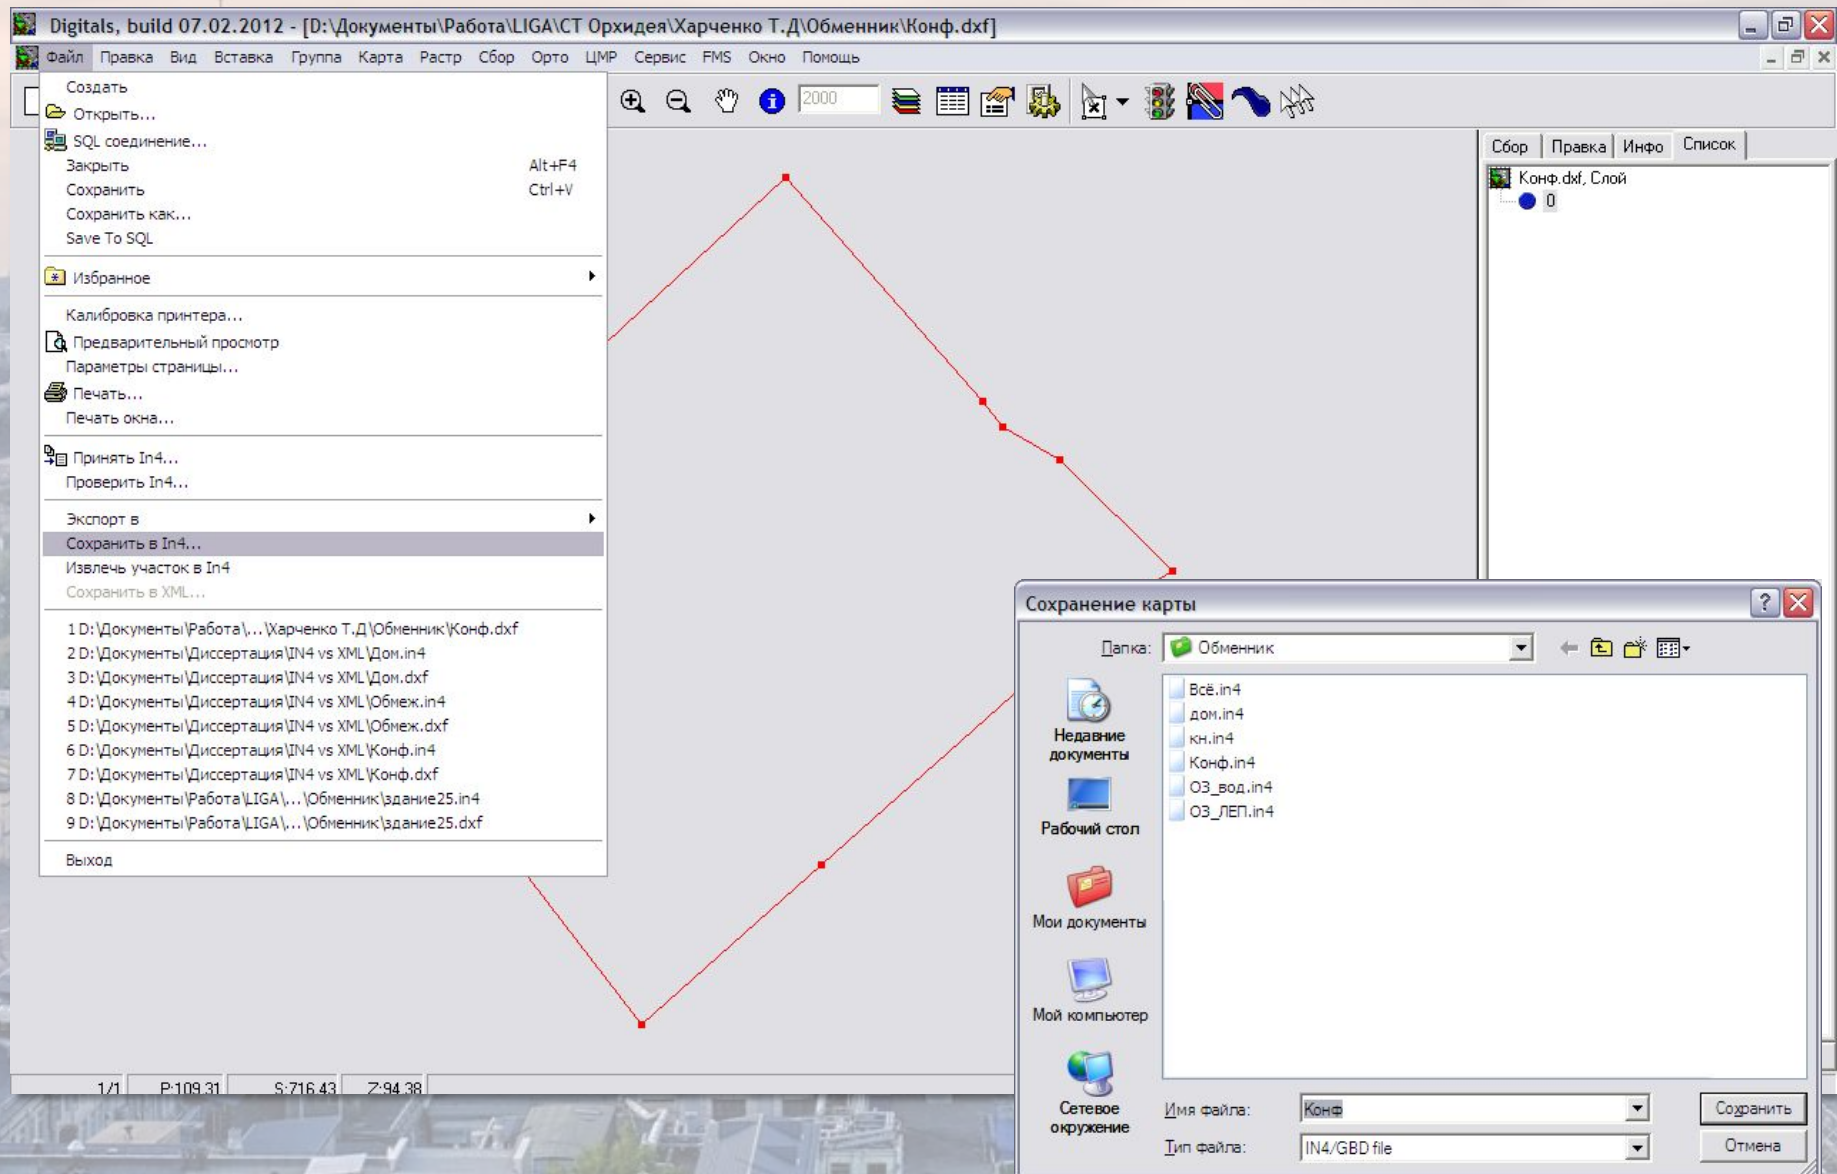 Digitals, build 07.02.2012 - [D:\Документы\Работа\LIGA\СТ Орхидея\Харченко Т.Д\Обменник\Конф.dxf]
Файл Правка Вид Вставка Группа Карта Растр Сбор Орто ЦМР Сервис FMS Окно Помощь
2000
Создать
Открыть...
SQL соединение...
Закрыть Alt+F4
Сохранить Ctrl+V
Сохранить как...
Save To SQL
Избранное
Калибровка принтера...
Предварительный просмотр
Параметры страницы...
Печать...
Печать окна...
Принять In4...
Проверить In4...
Экспорт в
Сохранить в In4...
Извлечь участок в In4
Сохранить в XML...
1 D:\Документы\Работа\...\Харченко Т.Д\Обменник\Конф.dxf
2 D:\Документы\Диссертация\IN4 vs XML\Дом.in4
3 D:\Документы\Диссертация\IN4 vs XML\Дом.dxf
4 D:\Документы\Диссертация\IN4 vs XML\Обмеж.in4
5 D:\Документы\Диссертация\IN4 vs XML\Обмеж.dxf
6 D:\Документы\Диссертация\IN4 vs XML\Конф.in4
7 D:\Документы\Диссертация\IN4 vs XML\Конф.dxf
8 D:\Документы\Работа\LIGA\...\Обменник\здание25.in4
9 D:\Документы\Работа\LIGA\...\Обменник\здание25.dxf
Выход
Сбор Правка Инфо Список
Конф.dxf, Слой
0
Сохранение карты
Папка: Обменник
Недавние
документы
Рабочий стол
Мои документы
Мой компьютер
Сетевое
окружение
Всё.in4
дом.in4
кн.in4
Конф.in4
ОЗ_вод.in4
ОЗ_ЛЕП.in4
Имя файла: Конф Сохранить
Тип файла: IN4/GBD file Отмена
1/1 P:109.31 S:716.43 Z:94.38